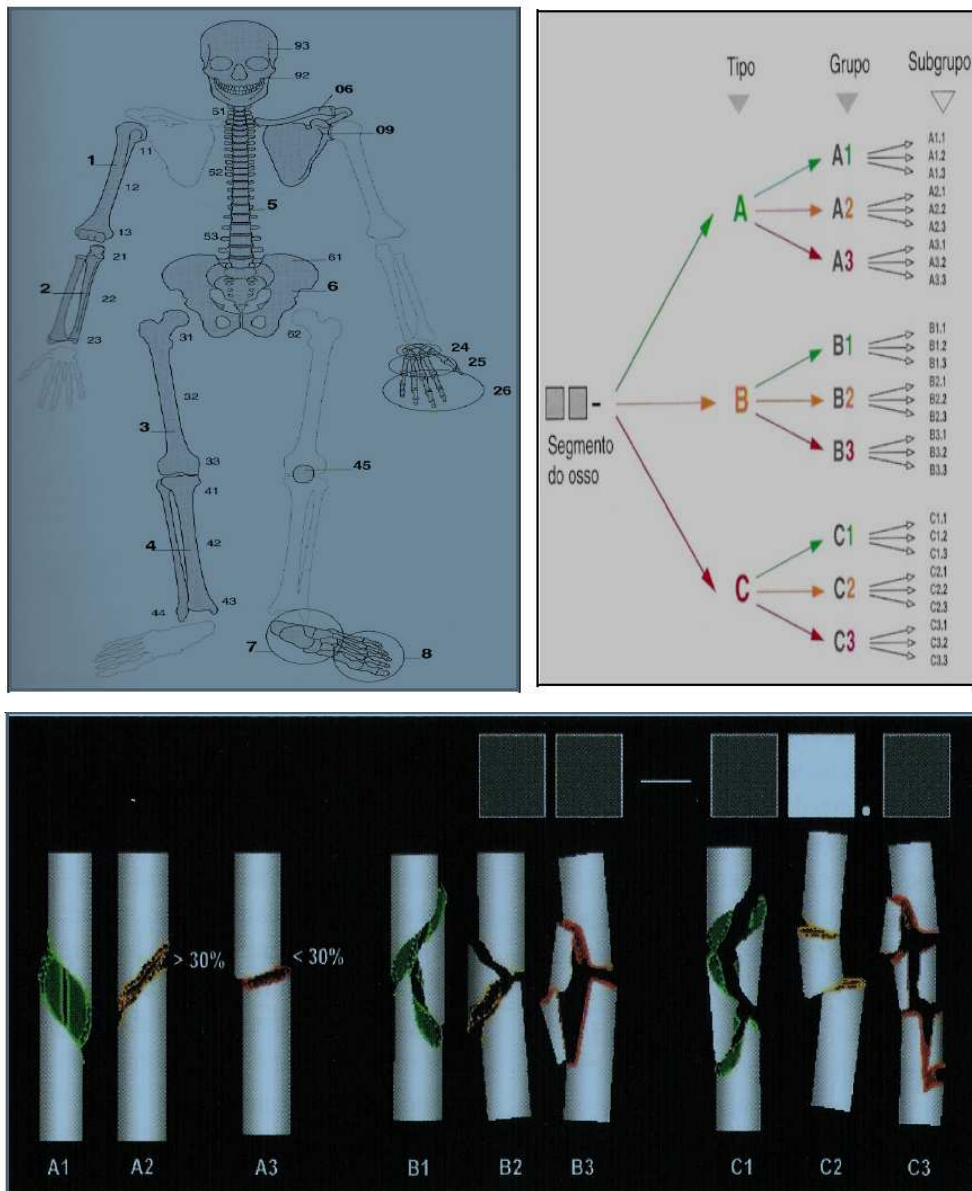 93
92
06
51
09
1
11
52
12
5
13
53
21
61
2
6
22
23
31
62
24
25
26
32
3
33
45
41
4
42
43
44
7
8
Tipo
Grupo
Subgrupo
A1.1
A1
A1.2
A1.3
A2.1
A
A2
A2.2
A2.3
A3.1
A3
A3.2
A3.3
B1.1
B1
B1.2
B1.3
B2.1
-
B
B2
B2.2
B2.3
Segmento
do osso
B3.1
B3
B3.2
B3.3
C1.1
C1
C1.2
C1.3
C2.1
C
C2
C2.2
C2.3
C3.1
C3
C3.2
C3.3
> 30%
< 30%
A1 A2 A3 B1 B2 B3 C1 C2 C3